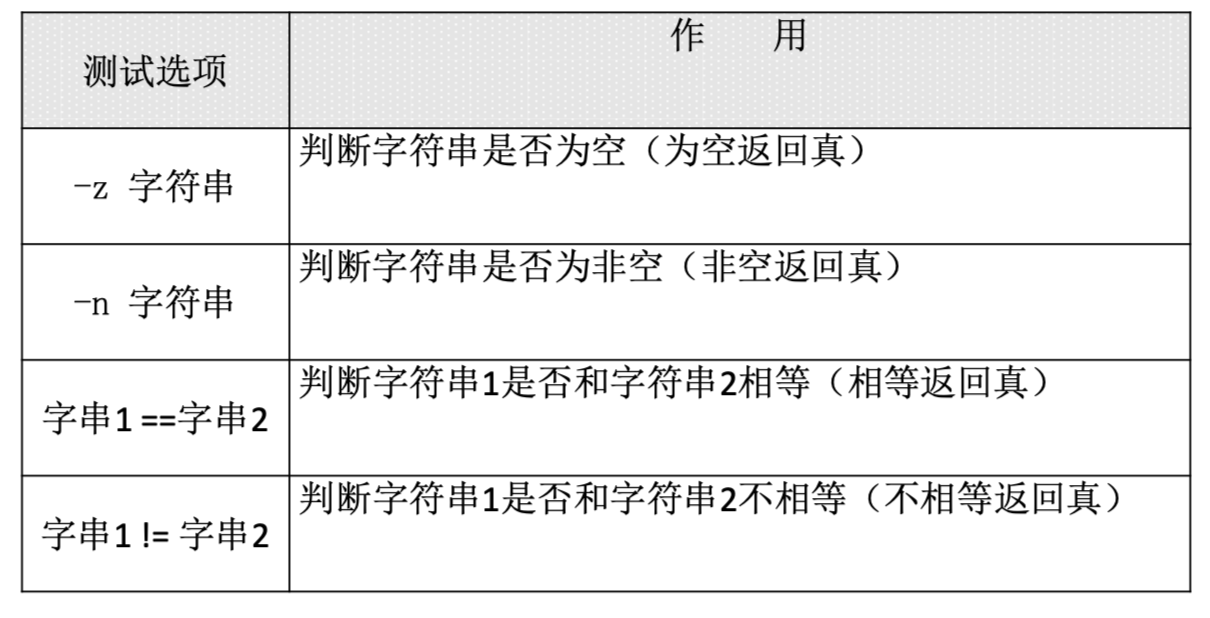 测试选项 作 用
-z 字符串 判断字符串是否为空（为空返回真）
-n 字符串 判断字符串是否为非空（非空返回真）
字串1 ==字串2 判断字符串1是否和字符串2相等（相等返回真）
字串1 != 字串2 判断字符串1是否和字符串2不相等（不相等返回真）